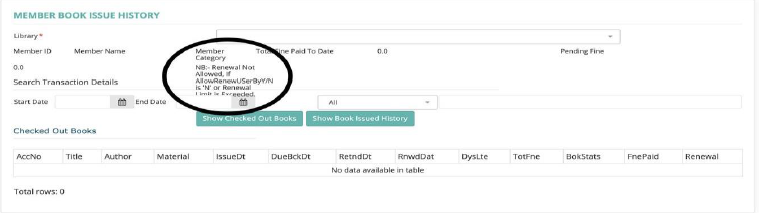 MEMBER BOOK ISSUE HISTORY
Library *
Member ID Member Name Member Category Total Fine Paid To Date 0.0 Pending Fine
0.0
NB:- Renewal Not
Allowed, If
AllowRenewUSerByY/N
is 'N' or Renewal
Limit is Exceeded.
Search Transaction Details
Start Date End Date All
Show Checked Out Books Show Book Issued History
Checked Out Books
AccNo Title Author Material IssueDt DueBckDt RetndDt RnwdDat DysLte TotFne BokStats FnePaid Renewal
No data available in table
Total rows: 0